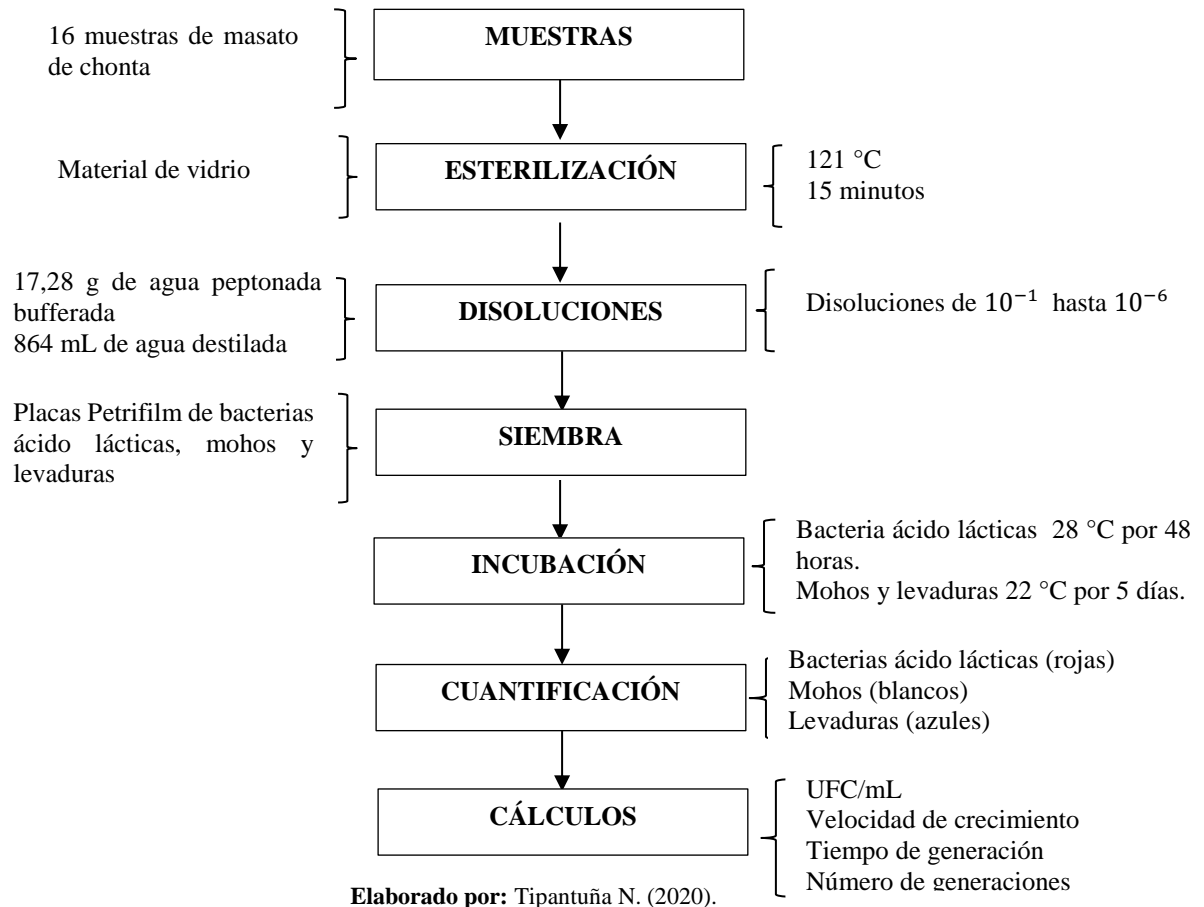 16 muestras de masato
de chonta
MUESTRAS
Material de vidrio
ESTERILIZACIÓN
121 °C
15 minutos
17,28 g de agua peptonada
bufferada
864 mL de agua destilada
DISOLUCIONES
Disoluciones de 10⁻¹ hasta 10⁻⁶
Placas Petrifilm de bacterias
ácido lácticas, mohos y
levaduras
SIEMBRA
INCUBACIÓN
Bacteria ácido lácticas 28 °C por 48
horas.
Mohos y levaduras 22 °C por 5 días.
CUANTIFICACIÓN
Bacterias ácido lácticas (rojas)
Mohos (blancos)
Levaduras (azules)
CÁLCULOS
UFC/mL
Velocidad de crecimiento
Tiempo de generación
Número de generaciones
Elaborado por: Tipantuña N. (2020).